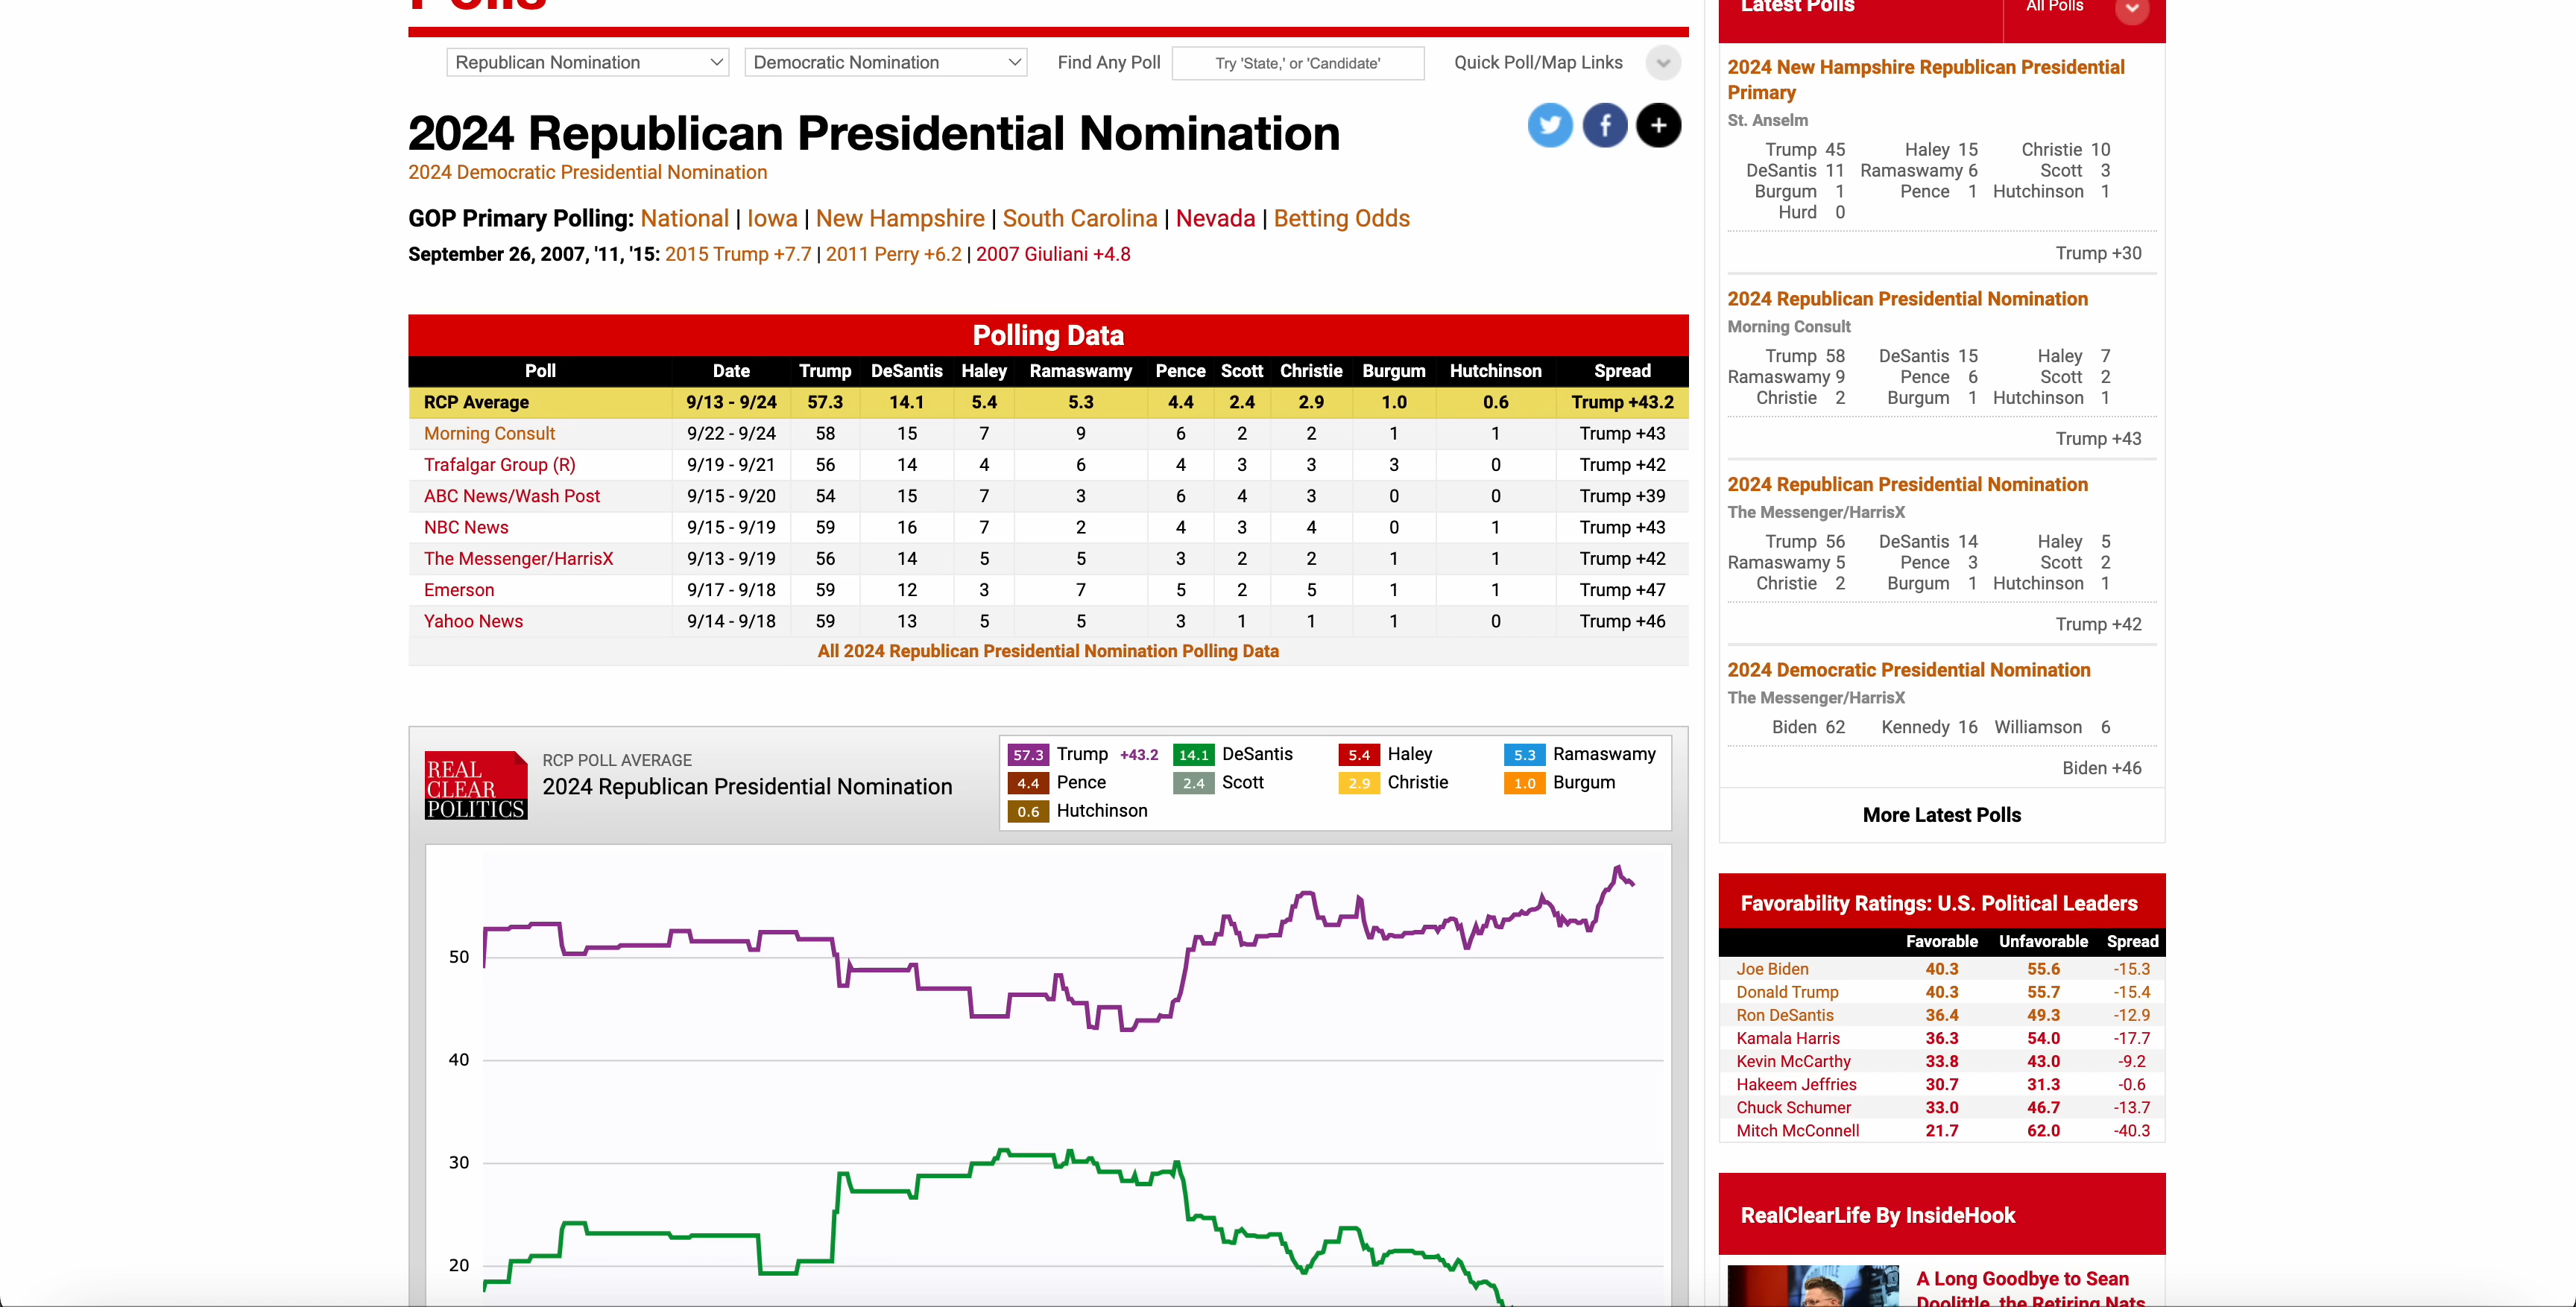 Polls
Republican Nomination
Democratic Nomination
Find Any Poll
Try 'State,' or 'Candidate'
Quick Poll/Map Links
2024 Republican Presidential Nomination
2024 Democratic Presidential Nomination
GOP Primary Polling: National | Iowa | New Hampshire | South Carolina | Nevada | Betting Odds
September 26, 2007, '11, '15: 2015 Trump +7.7 | 2011 Perry +6.2 | 2007 Giuliani +4.8
Polling Data
Poll Date Trump DeSantis Haley Ramaswamy Pence Scott Christie Burgum Hutchinson Spread
RCP Average 9/13 - 9/24 57.3 14.1 5.4 5.3 4.4 2.4 2.9 1.0 0.6 Trump +43.2
Morning Consult 9/22 - 9/24 58 15 7 9 6 2 2 1 1 Trump +43
Trafalgar Group (R) 9/19 - 9/21 56 14 4 6 4 3 3 3 0 Trump +42
ABC News/Wash Post 9/15 - 9/20 54 15 7 3 6 4 3 0 0 Trump +39
NBC News 9/15 - 9/19 59 16 7 2 4 3 4 0 1 Trump +43
The Messenger/HarrisX 9/13 - 9/19 56 14 5 5 3 2 2 1 1 Trump +42
Emerson 9/17 - 9/18 59 12 3 7 5 2 5 1 1 Trump +47
Yahoo News 9/14 - 9/18 59 13 5 5 3 1 1 1 0 Trump +46
All 2024 Republican Presidential Nomination Polling Data
REAL
CLEAR
POLITICS
RCP POLL AVERAGE
2024 Republican Presidential Nomination
57.3 Trump +43.2 14.1 DeSantis 5.4 Haley 5.3 Ramaswamy
4.4 Pence 2.4 Scott 2.9 Christie 1.0 Burgum
0.6 Hutchinson
50
40
30
20
Latest Polls All Polls
2024 New Hampshire Republican Presidential
Primary
St. Anselm
Trump 45 Haley 15 Christie 10
DeSantis 11 Ramaswamy 6 Scott 3
Burgum 1 Pence 1 Hutchinson 1
Hurd 0
Trump +30
2024 Republican Presidential Nomination
Morning Consult
Trump 58 DeSantis 15 Haley 7
Ramaswamy 9 Pence 6 Scott 2
Christie 2 Burgum 1 Hutchinson 1
Trump +43
2024 Republican Presidential Nomination
The Messenger/HarrisX
Trump 56 DeSantis 14 Haley 5
Ramaswamy 5 Pence 3 Scott 2
Christie 2 Burgum 1 Hutchinson 1
Trump +42
2024 Democratic Presidential Nomination
The Messenger/HarrisX
Biden 62 Kennedy 16 Williamson 6
Biden +46
More Latest Polls
Favorability Ratings: U.S. Political Leaders
Favorable Unfavorable Spread
Joe Biden 40.3 55.6 -15.3
Donald Trump 40.3 55.7 -15.4
Ron DeSantis 36.4 49.3 -12.9
Kamala Harris 36.3 54.0 -17.7
Kevin McCarthy 33.8 43.0 -9.2
Hakeem Jeffries 30.7 31.3 -0.6
Chuck Schumer 33.0 46.7 -13.7
Mitch McConnell 21.7 62.0 -40.3
RealClearLife By InsideHook
A Long Goodbye to Sean
Doolittle, the Retiring Nats